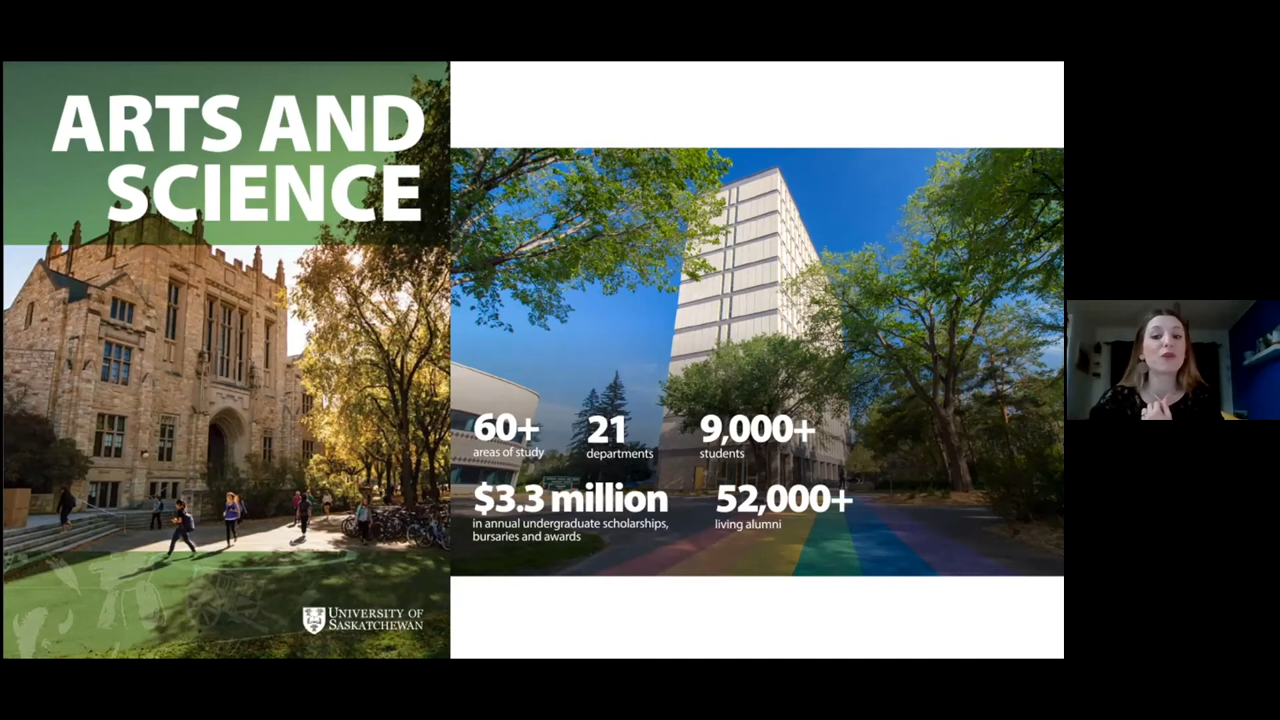 ARTS AND
SCIENCE
60+
areas of study
21
departments
9,000+
students
$3.3 million
in annual undergraduate scholarships,
bursaries and awards
52,000+
living alumni
UNIVERSITY OF
SASKATCHEWAN